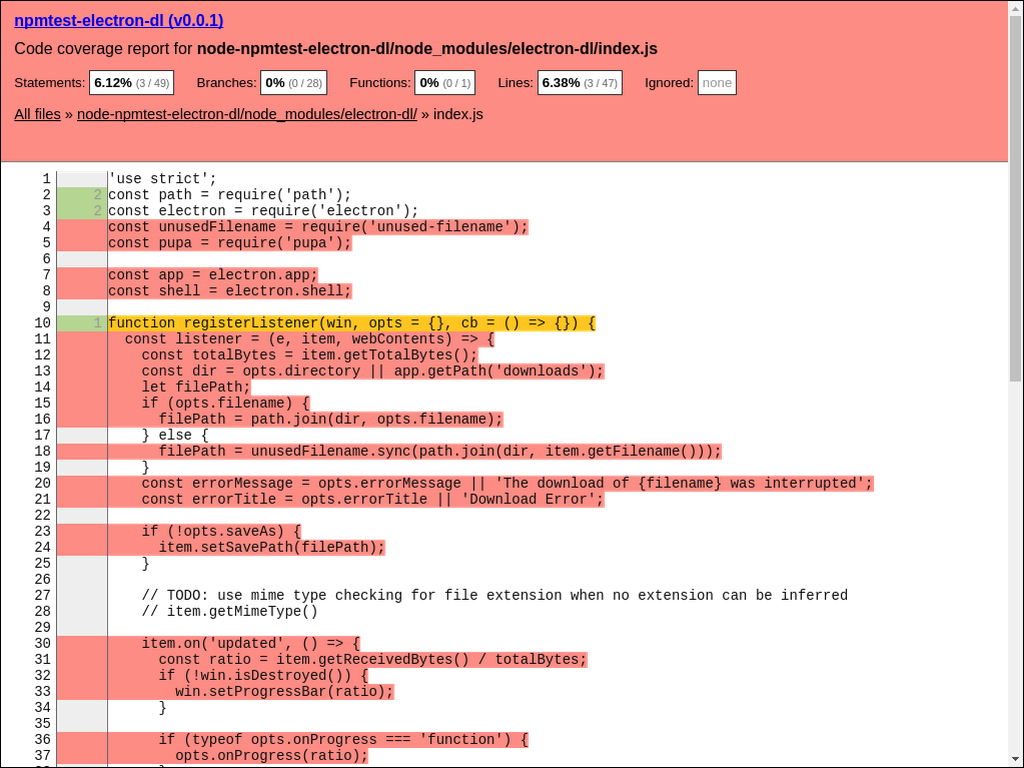 npmtest-electron-dl (v0.0.1)
Code coverage report for node-npmtest-electron-dl/node_modules/electron-dl/index.js
Statements: 6.12% (3 / 49) Branches: 0% (0 / 28) Functions: 0% (0 / 1) Lines: 6.38% (3 / 47) Ignored: none
All files » node-npmtest-electron-dl/node_modules/electron-dl/ » index.js
1 'use strict';
2 2 const path = require('path');
3 2 const electron = require('electron');
4 const unusedFilename = require('unused-filename');
5 const pupa = require('pupa');
6
7 const app = electron.app;
8 const shell = electron.shell;
9
10 1 function registerListener(win, opts = {}, cb = () => {}) {
11   const listener = (e, item, webContents) => {
12     const totalBytes = item.getTotalBytes();
13     const dir = opts.directory || app.getPath('downloads');
14     let filePath;
15     if (opts.filename) {
16       filePath = path.join(dir, opts.filename);
17     } else {
18       filePath = unusedFilename.sync(path.join(dir, item.getFilename()));
19     }
20     const errorMessage = opts.errorMessage || 'The download of {filename} was interrupted';
21     const errorTitle = opts.errorTitle || 'Download Error';
22
23     if (!opts.saveAs) {
24       item.setSavePath(filePath);
25     }
26
27     // TODO: use mime type checking for file extension when no extension can be inferred
28     // item.getMimeType()
29
30     item.on('updated', () => {
31       const ratio = item.getReceivedBytes() / totalBytes;
32       if (!win.isDestroyed()) {
33         win.setProgressBar(ratio);
34       }
35
36       if (typeof opts.onProgress === 'function') {
37         opts.onProgress(ratio);